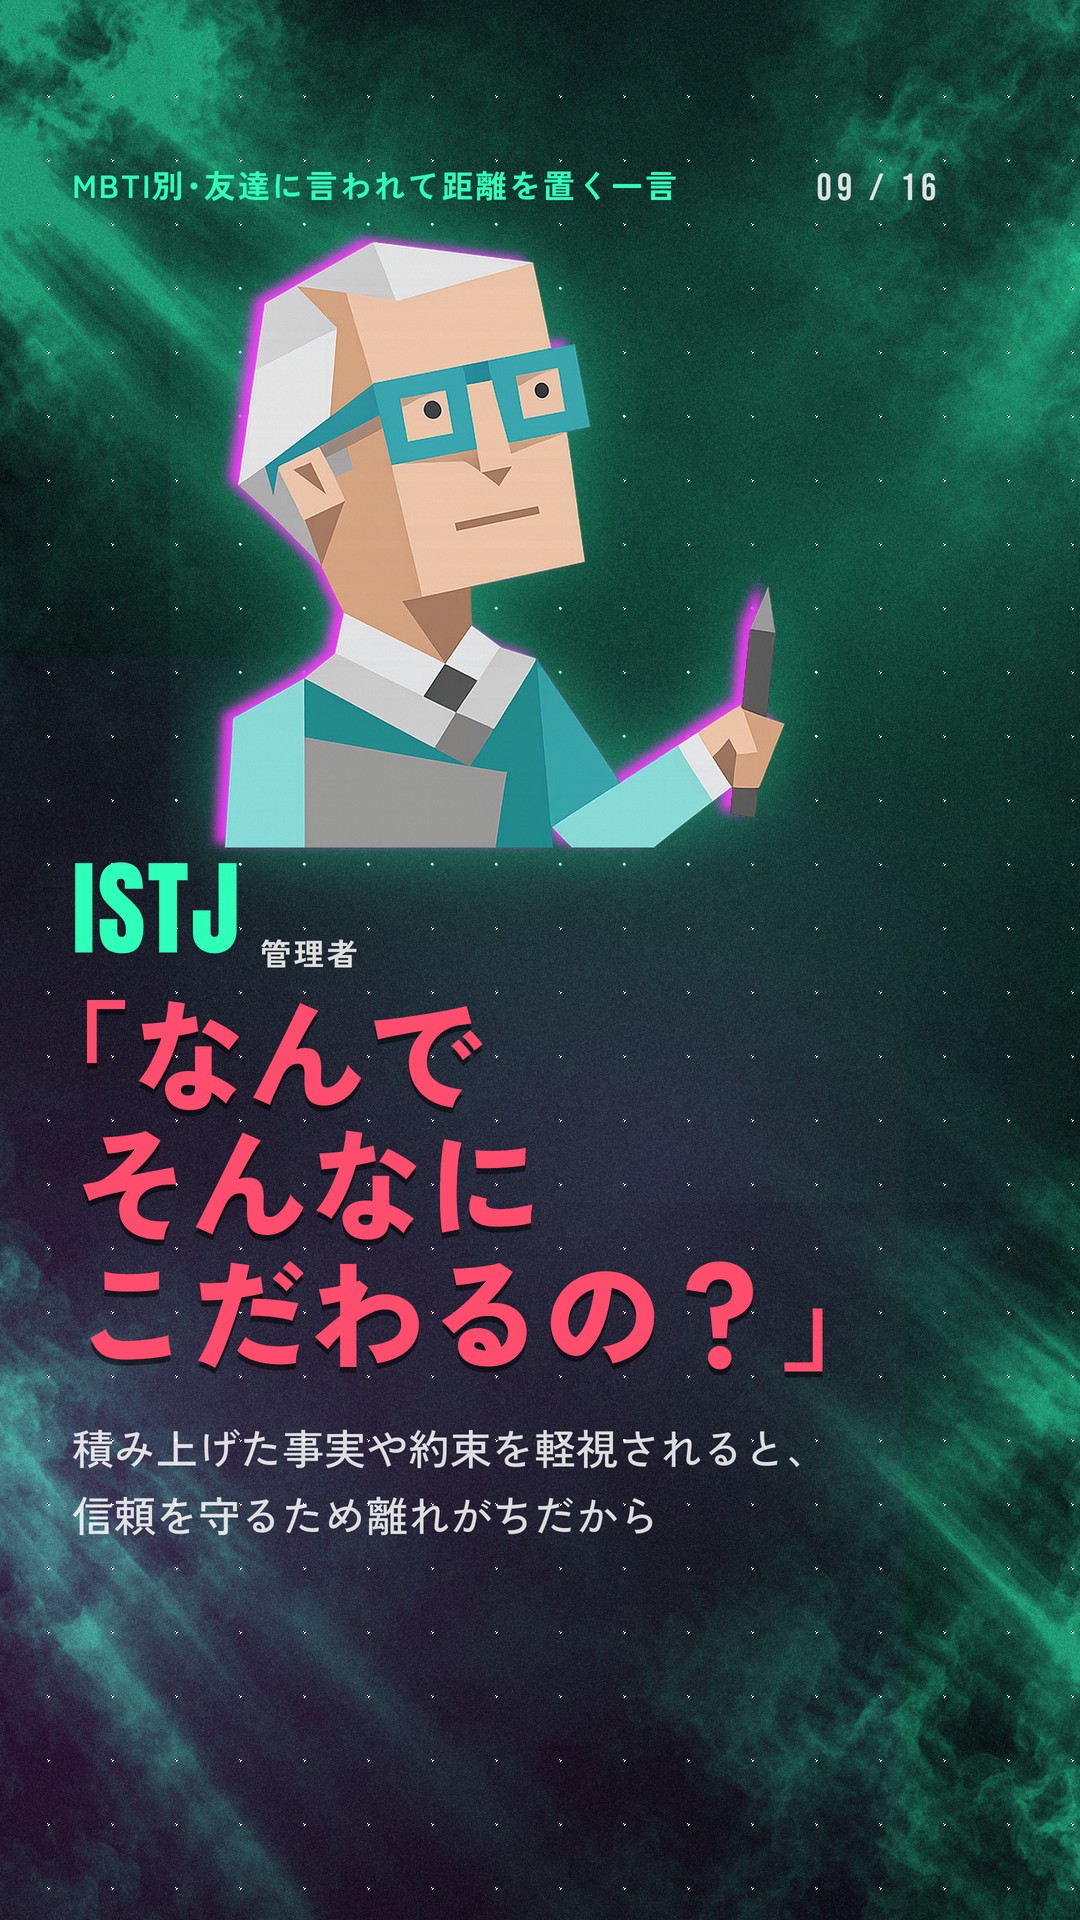 MBTI別・友達に言われて距離を置く一言
09 / 16
ISTJ
管理者
「なんで
そんなに
こだわるの？」
積み上げた事実や約束を軽視されると、
信頼を守るため離れがちだから